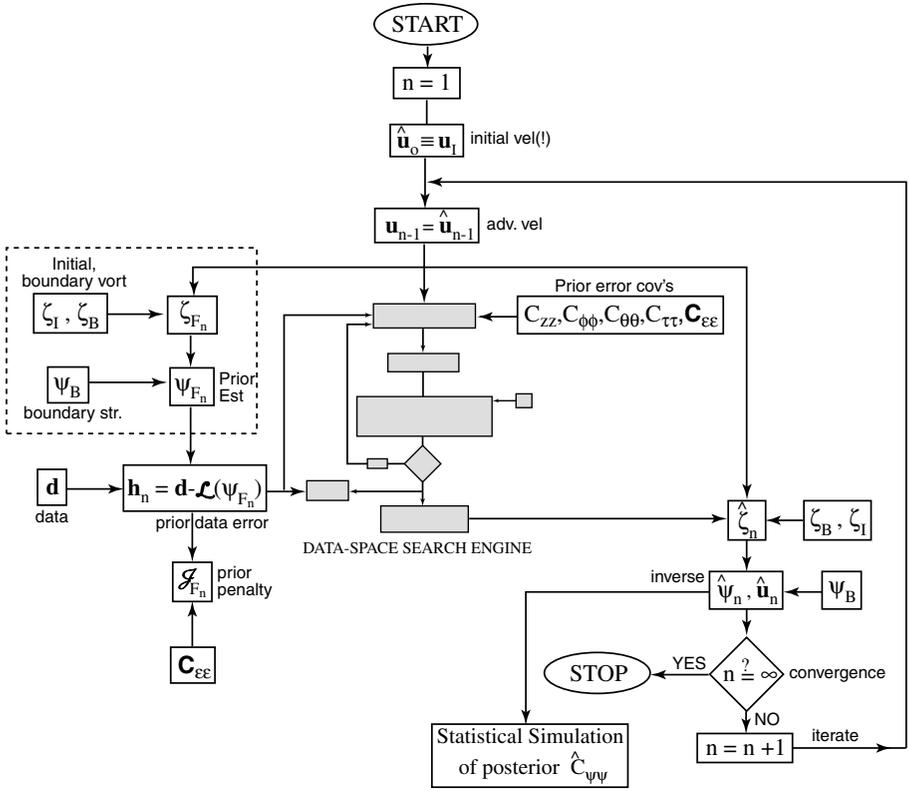 START
n = 1
û_o ≡ u_I initial vel(!)
u_{n-1} = û_{n-1} adv. vel
Initial,
boundary vort
ζ_I , ζ_B
ζ_{F_n}
Prior error cov's
C_{zz},C_{ϕϕ},C_{θθ},C_{ττ},C_{εε}
ψ_B
boundary str.
ψ_{F_n}
Prior
Est
d
data
h_n = d-ℒ(ψ_{F_n})
prior data error
DATA-SPACE SEARCH ENGINE
ζ̂_n
ζ_B , ζ_I
𝒥_{F_n}
prior
penalty
inverse
ψ̂_n , û_n
ψ_B
C_{εε}
STOP
YES
n ≟ ∞
convergence
NO
Statistical Simulation
of posterior Ĉ_{ψψ}
n = n +1
iterate